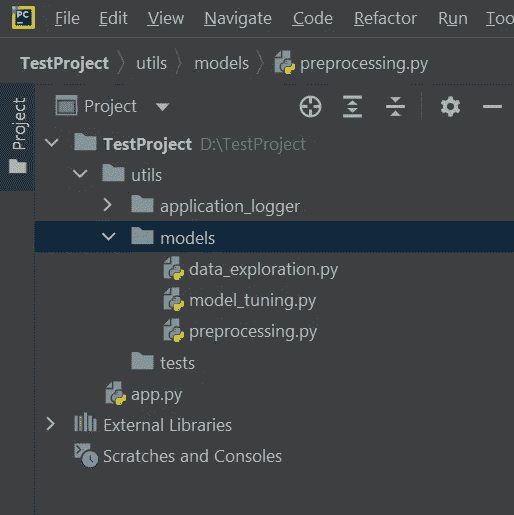 PC File Edit View Navigate Code Refactor Run Too
TestProject utils models preprocessing.py
Project
Project
TestProject D:\TestProject
utils
application_logger
models
data_exploration.py
model_tuning.py
preprocessing.py
tests
app.py
External Libraries
Scratches and Consoles